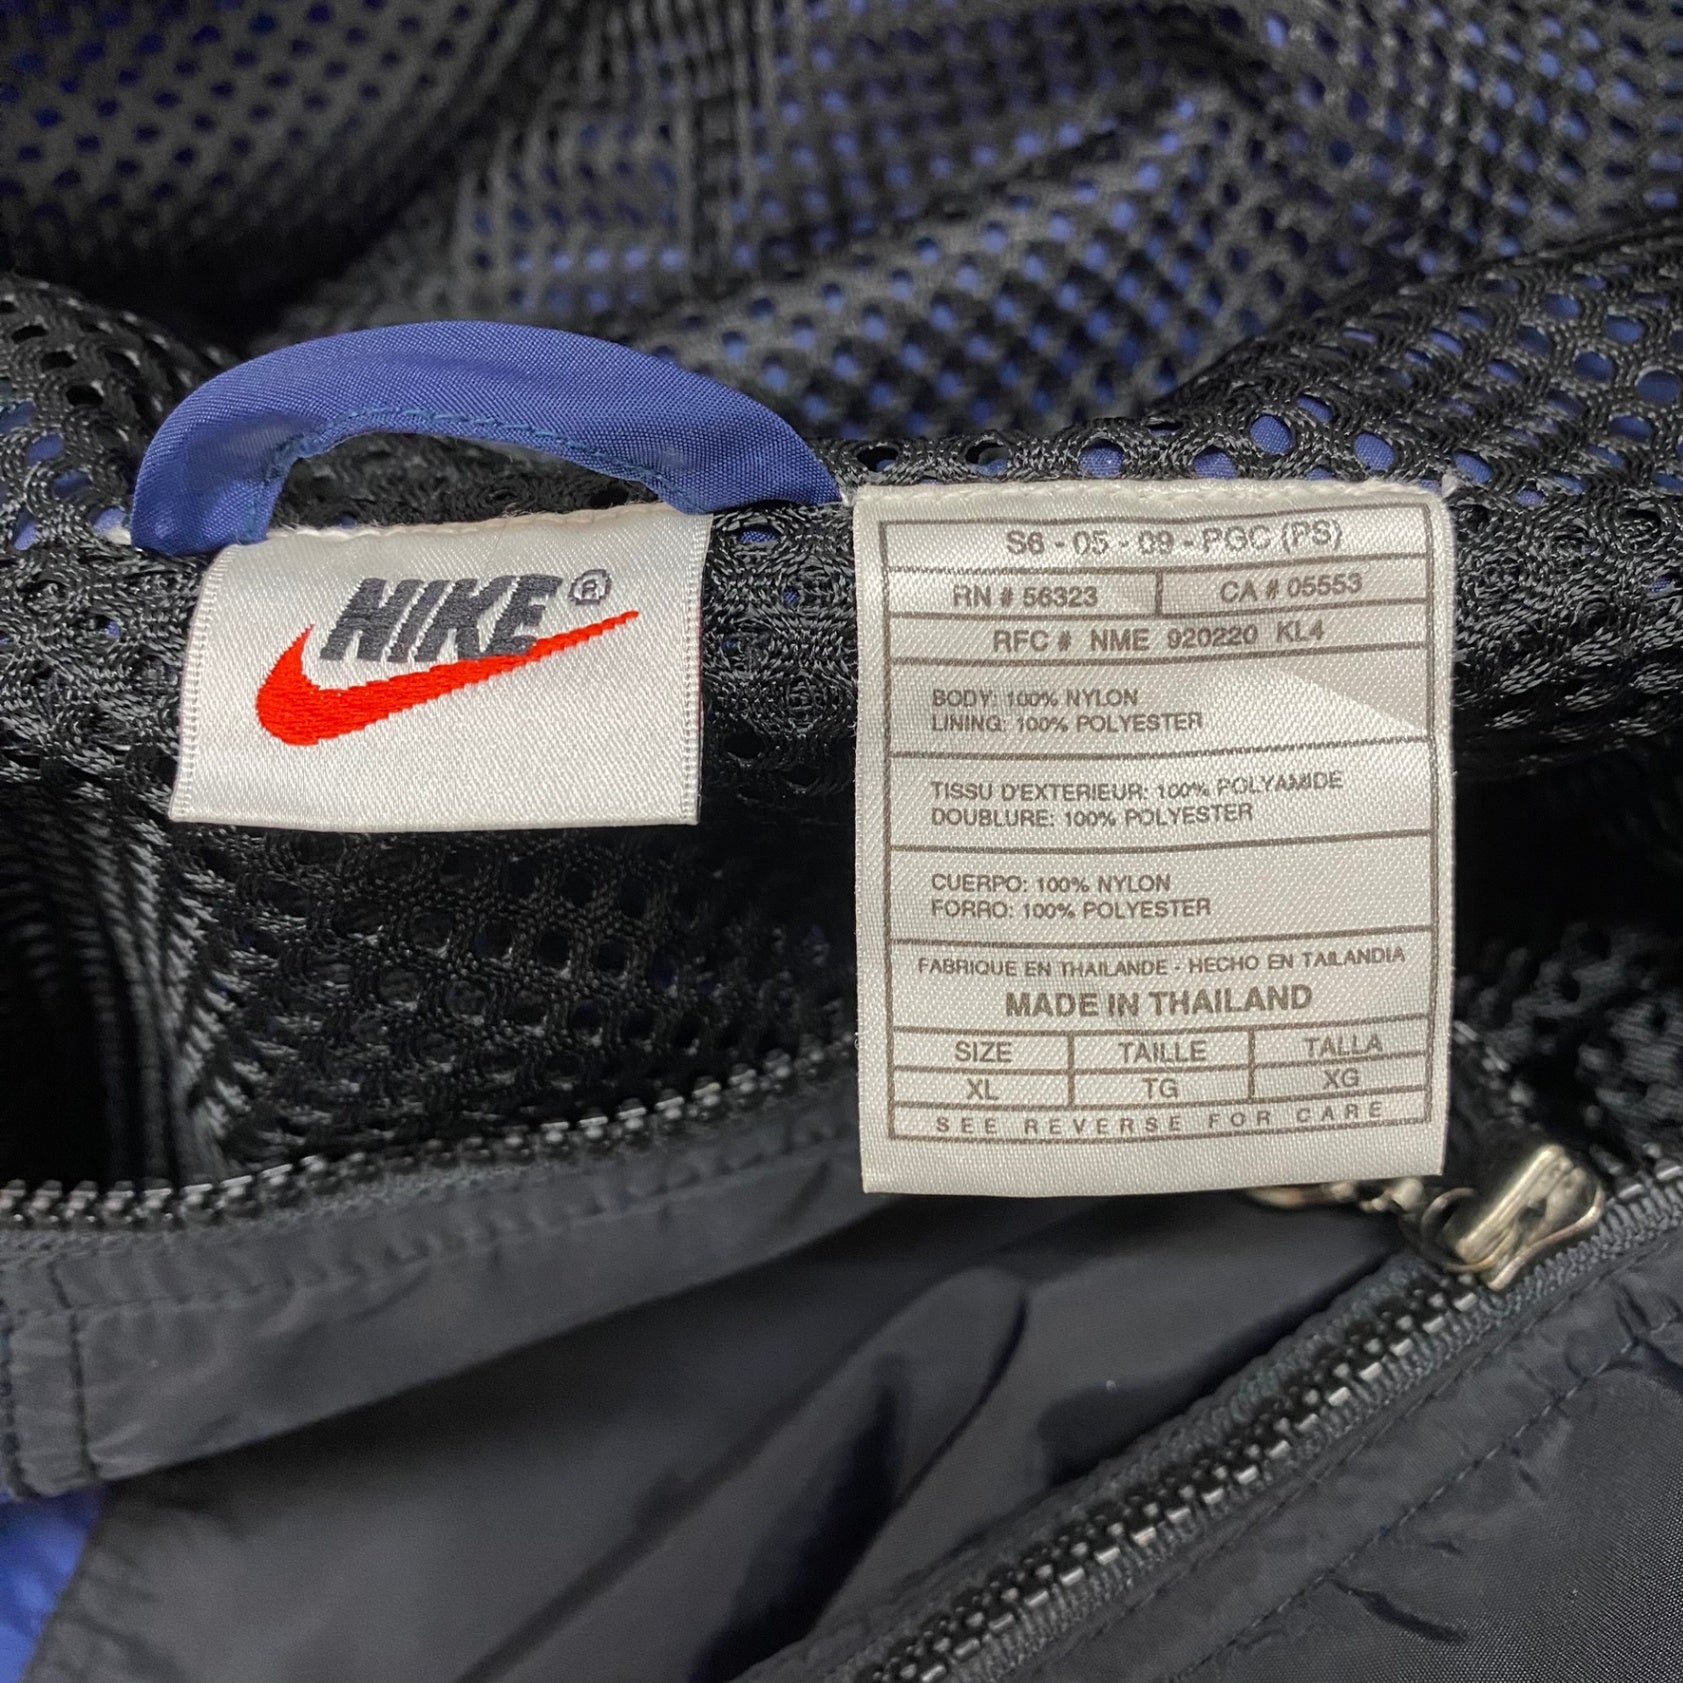 NIKE ®
S6 - 05 - 09 - PGC (PS)
RN # 56323 CA # 05553
RFC # NME 920220 KL4
BODY: 100% NYLON
LINING: 100% POLYESTER
TISSU D'EXTERIEUR: 100% POLYAMIDE
DOUBLURE: 100% POLYESTER
CUERPO: 100% NYLON
FORRO: 100% POLYESTER
FABRIQUE EN THAILANDE - HECHO EN TAILANDIA
MADE IN THAILAND
SIZE TAILLE TALLA
XL TG XG
SEE REVERSE FOR CARE